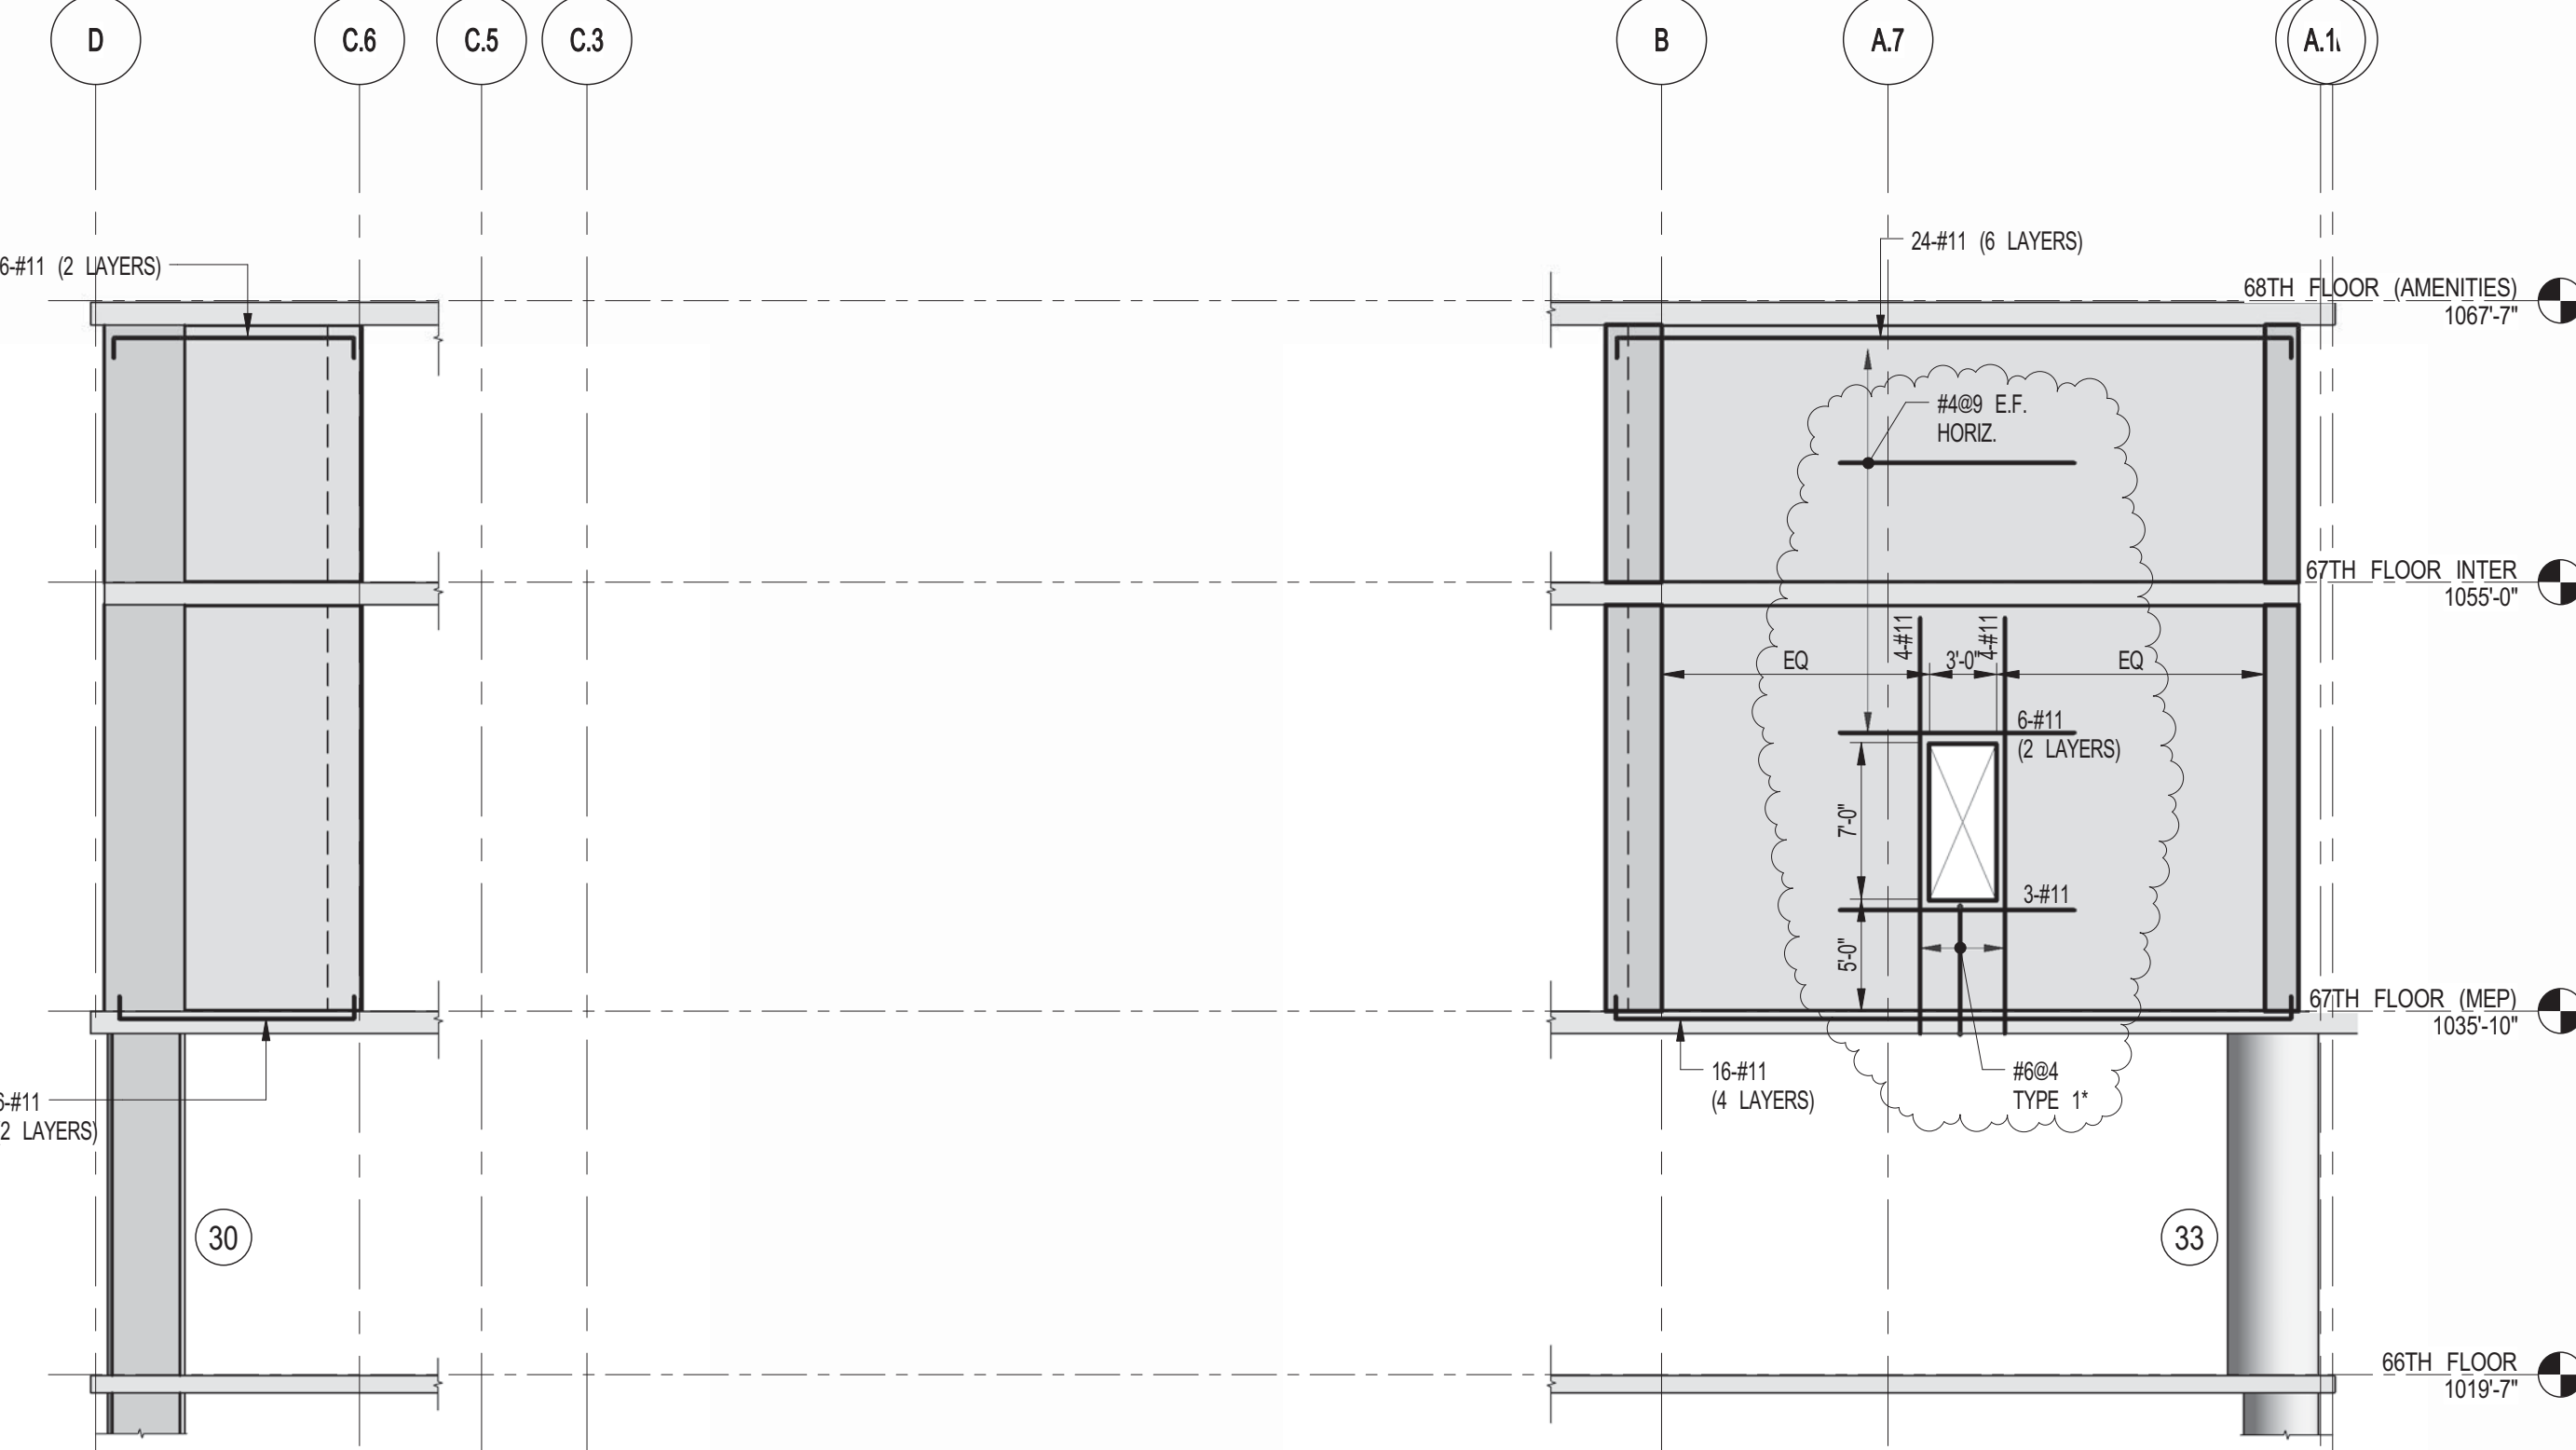 D
C.6
C.5
C.3
B
A.7
A.1
6-#11 (2 LAYERS)
24-#11 (6 LAYERS)
68TH FLOOR (AMENITIES)
1067'-7"
#4@9 E.F.
HORIZ.
67TH FLOOR INTER
1055'-0"
4-#11
4-#11
EQ
3'-0"
EQ
6-#11
(2 LAYERS)
7'-0"
3-#11
5'-0"
67TH FLOOR (MEP)
1035'-10"
16-#11
(4 LAYERS)
#6@4
TYPE 1*
6-#11
2 LAYERS)
30
33
66TH FLOOR
1019'-7"